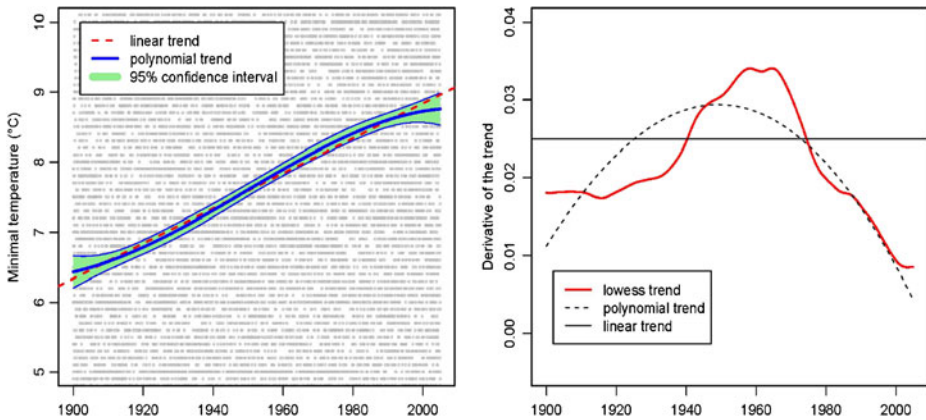 Minimal temperature (°C)
10
9
8
7
6
5
linear trend
polynomial trend
95% confidence interval
1900 1920 1940 1960 1980 2000
Derivative of the trend
0.04
0.03
0.02
0.01
0.00
lowess trend
polynomial trend
linear trend
1900 1920 1940 1960 1980 2000